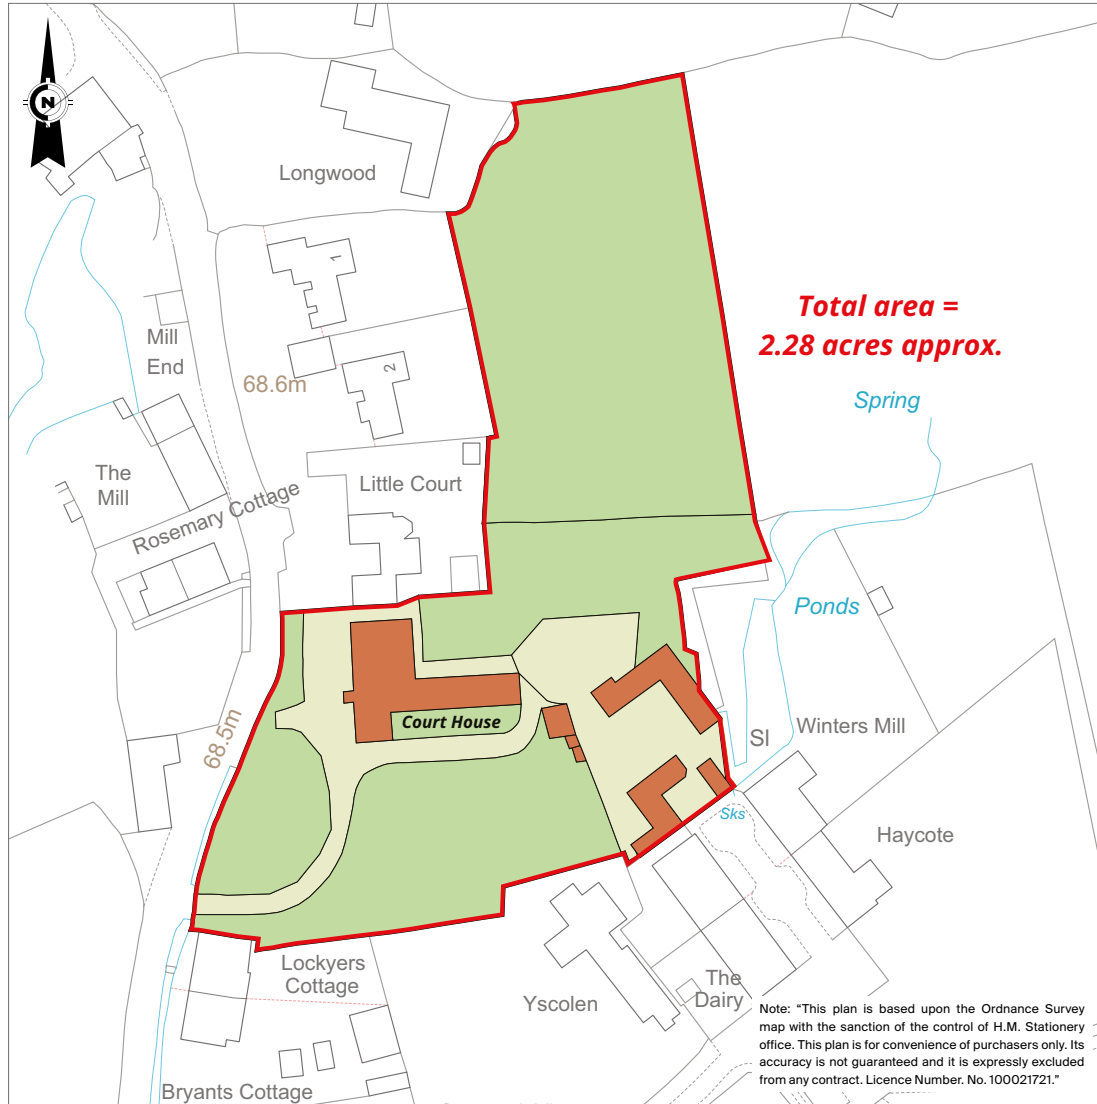 N
Longwood
1
Total area =
2.28 acres approx.
Mill
End
68.6m
2
Spring
The
Mill
Little Court
Rosemary Cottage
Ponds
Court House
68.5m
SI
Winters Mill
Sks
Haycote
Lockyers
Cottage
The
Dairy
Yscolen
Note: “This plan is based upon the Ordnance Survey
map with the sanction of the control of H.M. Stationery
office. This plan is for convenience of purchasers only. Its
accuracy is not guaranteed and it is expressly excluded
from any contract. Licence Number. No. 100021721.”
Bryants Cottage